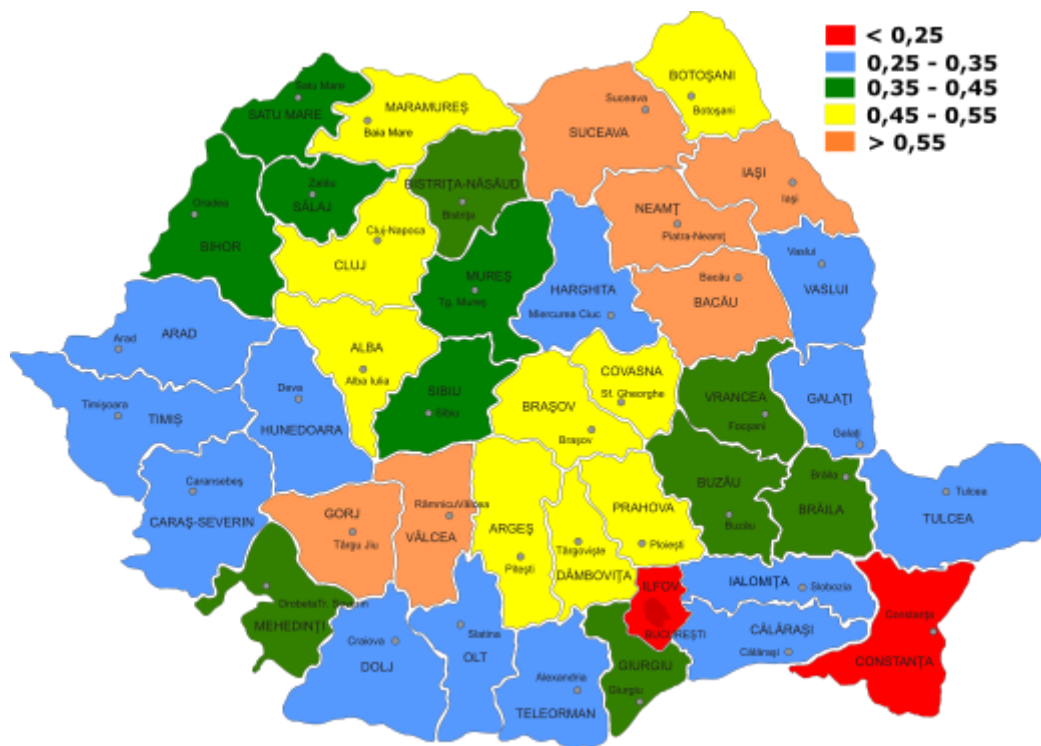 < 0,25
0,25 - 0,35
0,35 - 0,45
0,45 - 0,55
> 0,55
BOTOȘANI
Botoșani
Satu Mare
SATU MARE
MARAMUREȘ
Baia Mare
Suceava
SUCEAVA
IAȘI
Iași
Zalău
SĂLAJ
BISTRIȚA-NĂSĂUD
Bistrița
NEAMȚ
Piatra-Neamț
Oradea
BIHOR
Cluj-Napoca
CLUJ
Vaslui
VASLUI
MUREȘ
Tg. Mureș
HARGHITA
Miercurea Ciuc
Bacău
BACĂU
ARAD
Arad
ALBA
Alba Iulia
COVASNA
Sf. Gheorghe
SIBIU
Sibiu
Deva
HUNEDOARA
Timișoara
TIMIȘ
BRAȘOV
Brașov
VRANCEA
Focșani
GALAȚI
Galați
Caransebeș
CARAȘ-SEVERIN
GORJ
Târgu Jiu
RâmnicuVâlcea
VÂLCEA
ARGEȘ
Pitești
PRAHOVA
Ploiești
BUZĂU
Buzău
Brăila
BRĂILA
Tulcea
TULCEA
Târgoviște
DÂMBOVIȚA
ILFOV
BUCUREȘTI
IALOMIȚA
Slobozia
OrobetaTr. Severin
MEHEDINȚI
Craiova
DOLJ
Slatina
OLT
CĂLĂRAȘI
Călărași
Constanța
CONSTANȚA
Alexandria
TELEORMAN
GIURGIU
Giurgiu